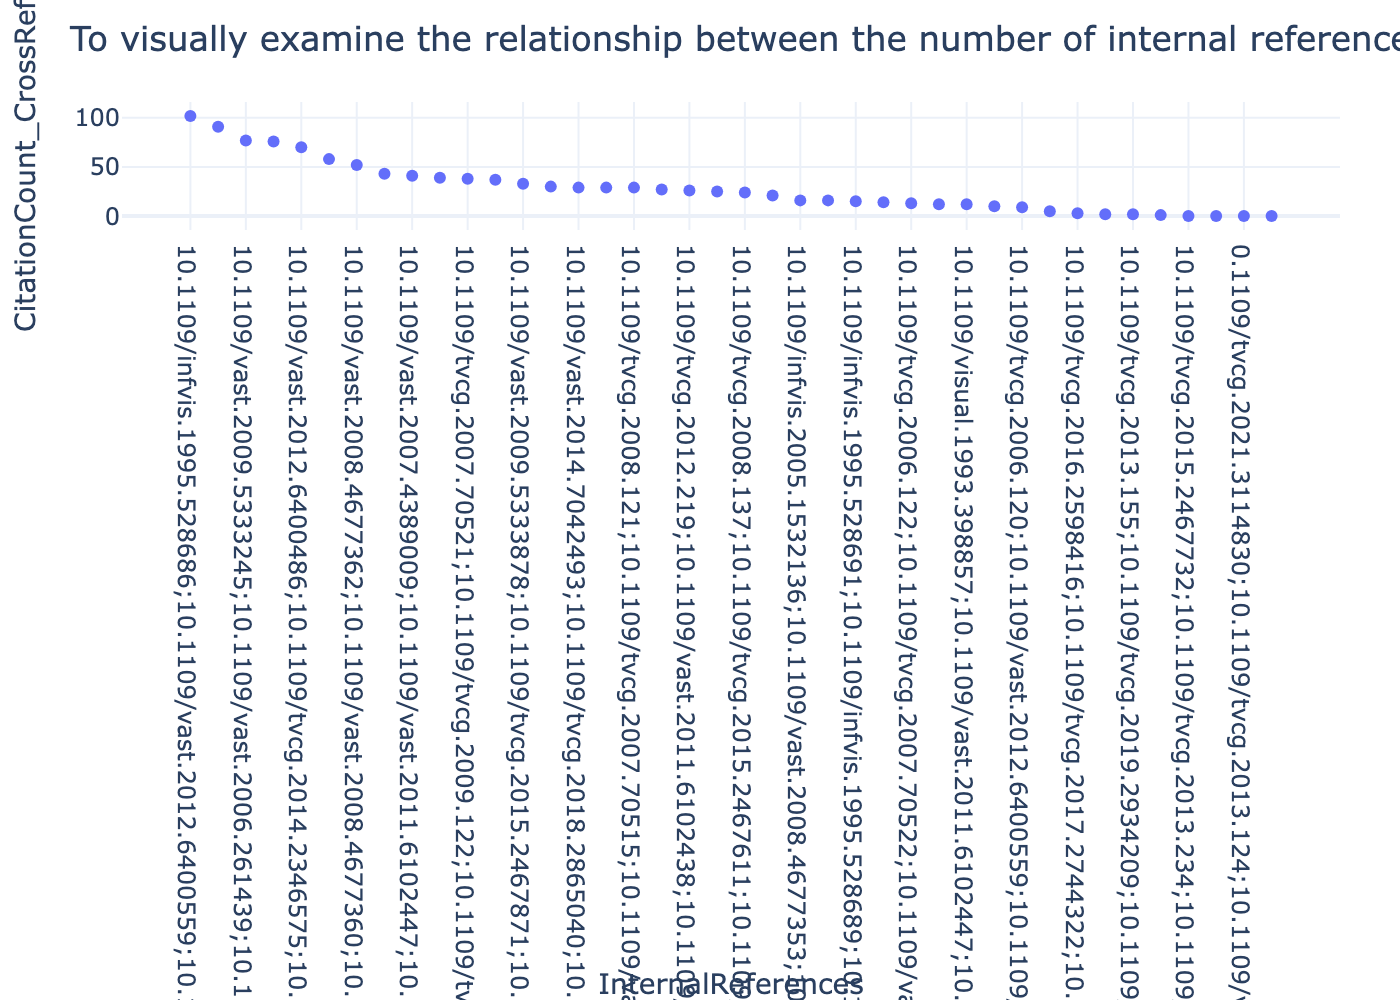 To visually examine the relationship between the number of internal reference
CitationCount_CrossRef
100
50
0
10.1109/infvis.1995.528686;10.1109/vast.2012.6400559;10.
10.1109/vast.2009.5333245;10.1109/vast.2006.261439;10.1
10.1109/vast.2012.6400486;10.1109/tvcg.2014.2346575;10.
10.1109/vast.2008.4677362;10.1109/vast.2008.4677360;10.
10.1109/vast.2007.4389009;10.1109/vast.2011.6102447;10.
10.1109/tvcg.2007.70521;10.1109/tvcg.2009.122;10.1109/tv
10.1109/vast.2009.5333878;10.1109/tvcg.2015.2467871;10.
10.1109/vast.2014.7042493;10.1109/tvcg.2018.2865040;10.
10.1109/tvcg.2008.121;10.1109/tvcg.2007.70515;10.1109/va
10.1109/tvcg.2012.219;10.1109/vast.2011.6102438;10.1109
10.1109/tvcg.2008.137;10.1109/tvcg.2015.2467611;10.1109
10.1109/infvis.2005.1532136;10.1109/vast.2008.4677353;10
10.1109/infvis.1995.528691;10.1109/infvis.1995.528689;10.
10.1109/tvcg.2006.122;10.1109/tvcg.2007.70522;10.1109/va
10.1109/visual.1993.398857;10.1109/vast.2011.6102447;10.
10.1109/tvcg.2006.120;10.1109/vast.2012.6400559;10.1109
10.1109/tvcg.2016.2598416;10.1109/tvcg.2017.2744322;10.
10.1109/tvcg.2013.155;10.1109/tvcg.2019.2934209;10.1109
10.1109/tvcg.2015.2467732;10.1109/tvcg.2013.234;10.1109
0.1109/tvcg.2021.3114830;10.1109/tvcg.2013.124;10.1109/v
InternalReferences